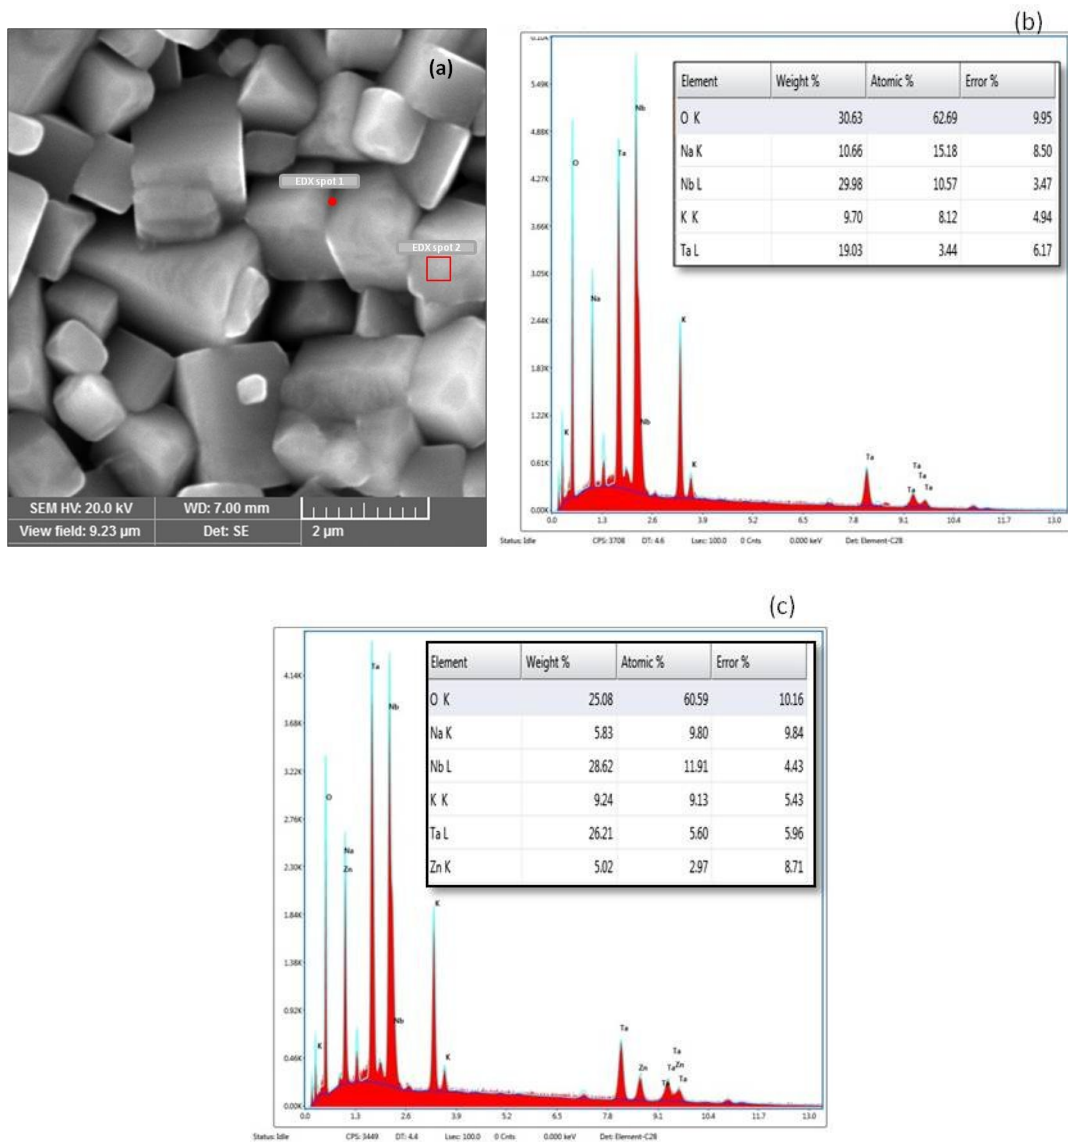 (a)
EDX spot 1
EDX spot 2
SEM HV: 20.0 kV WD: 7.00 mm
View field: 9.23 µm Det: SE 2 µm
(b)
Element Weight % Atomic % Error %
O K 30.63 62.69 9.95
Na K 10.66 15.18 8.50
Nb L 29.98 10.57 3.47
K K 9.70 8.12 4.94
Ta L 19.03 3.44 6.17
5.49K
4.88K
4.27K
3.66K
3.05K
2.44K
1.83K
1.22K
0.61K
0.00K
K
O
Na
Ta
Nb
Nb
K
K
Ta
Ta
Ta
Ta
Ta
0.0 1.3 2.6 3.9 5.2 6.5 7.8 9.1 10.4 11.7 13.0
Status: Idle CPS: 3708 DT: 4.6 Lsec: 100.0 0 Cnts 0.000 keV Det: Element-C2B
(c)
Element Weight % Atomic % Error %
O K 25.08 60.59 10.16
Na K 5.83 9.80 9.84
Nb L 28.62 11.91 4.43
K K 9.24 9.13 5.43
Ta L 26.21 5.60 5.96
Zn K 5.02 2.97 8.71
4.14K
3.68K
3.22K
2.76K
2.30K
1.84K
1.38K
0.92K
0.46K
0.00K
K
O
Na
Zn
Ta
Nb
Nb
K
K
Ta
Zn
Ta
Ta Zn
Ta
Ta
0.0 1.3 2.6 3.9 5.2 6.5 7.8 9.1 10.4 11.7 13.0
Status: Idle CPS: 3449 DT: 4.4 Lsec: 100.0 0 Cnts 0.000 keV Det: Element-C2B